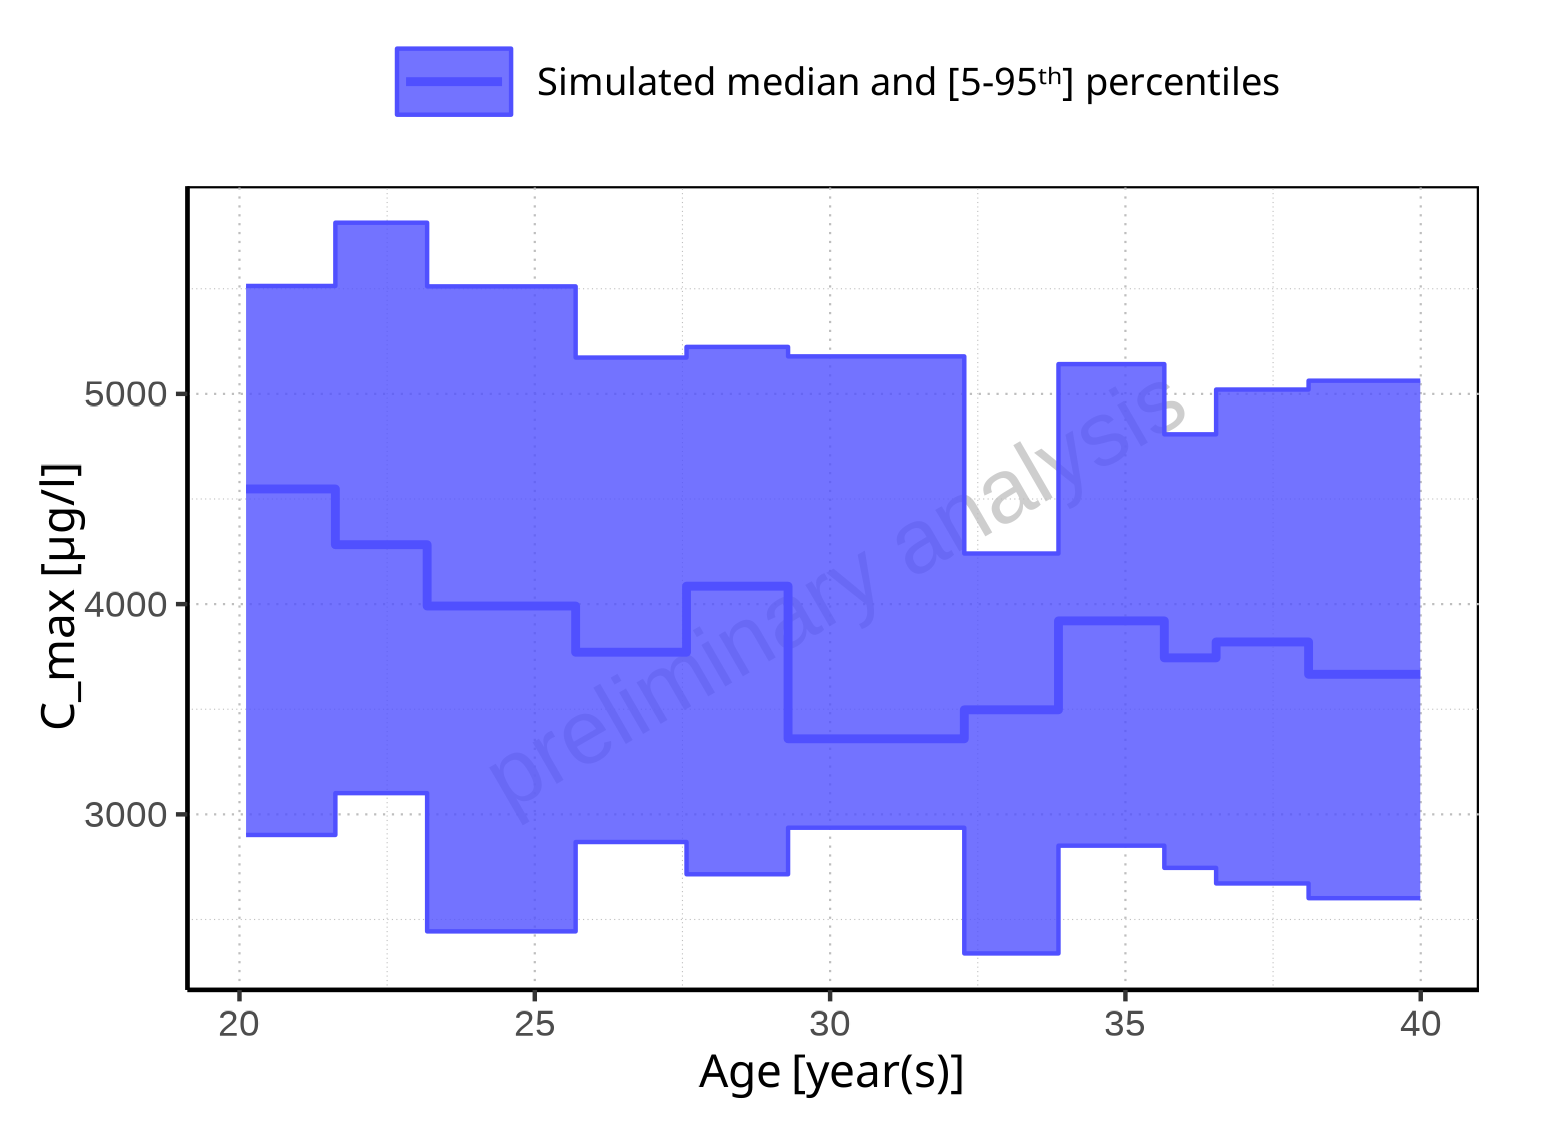 Simulated median and [5-95ᵗʰ] percentiles
C_max [µg/l]
5000
4000
3000
preliminary analysis
20 25 30 35 40
Age [year(s)]